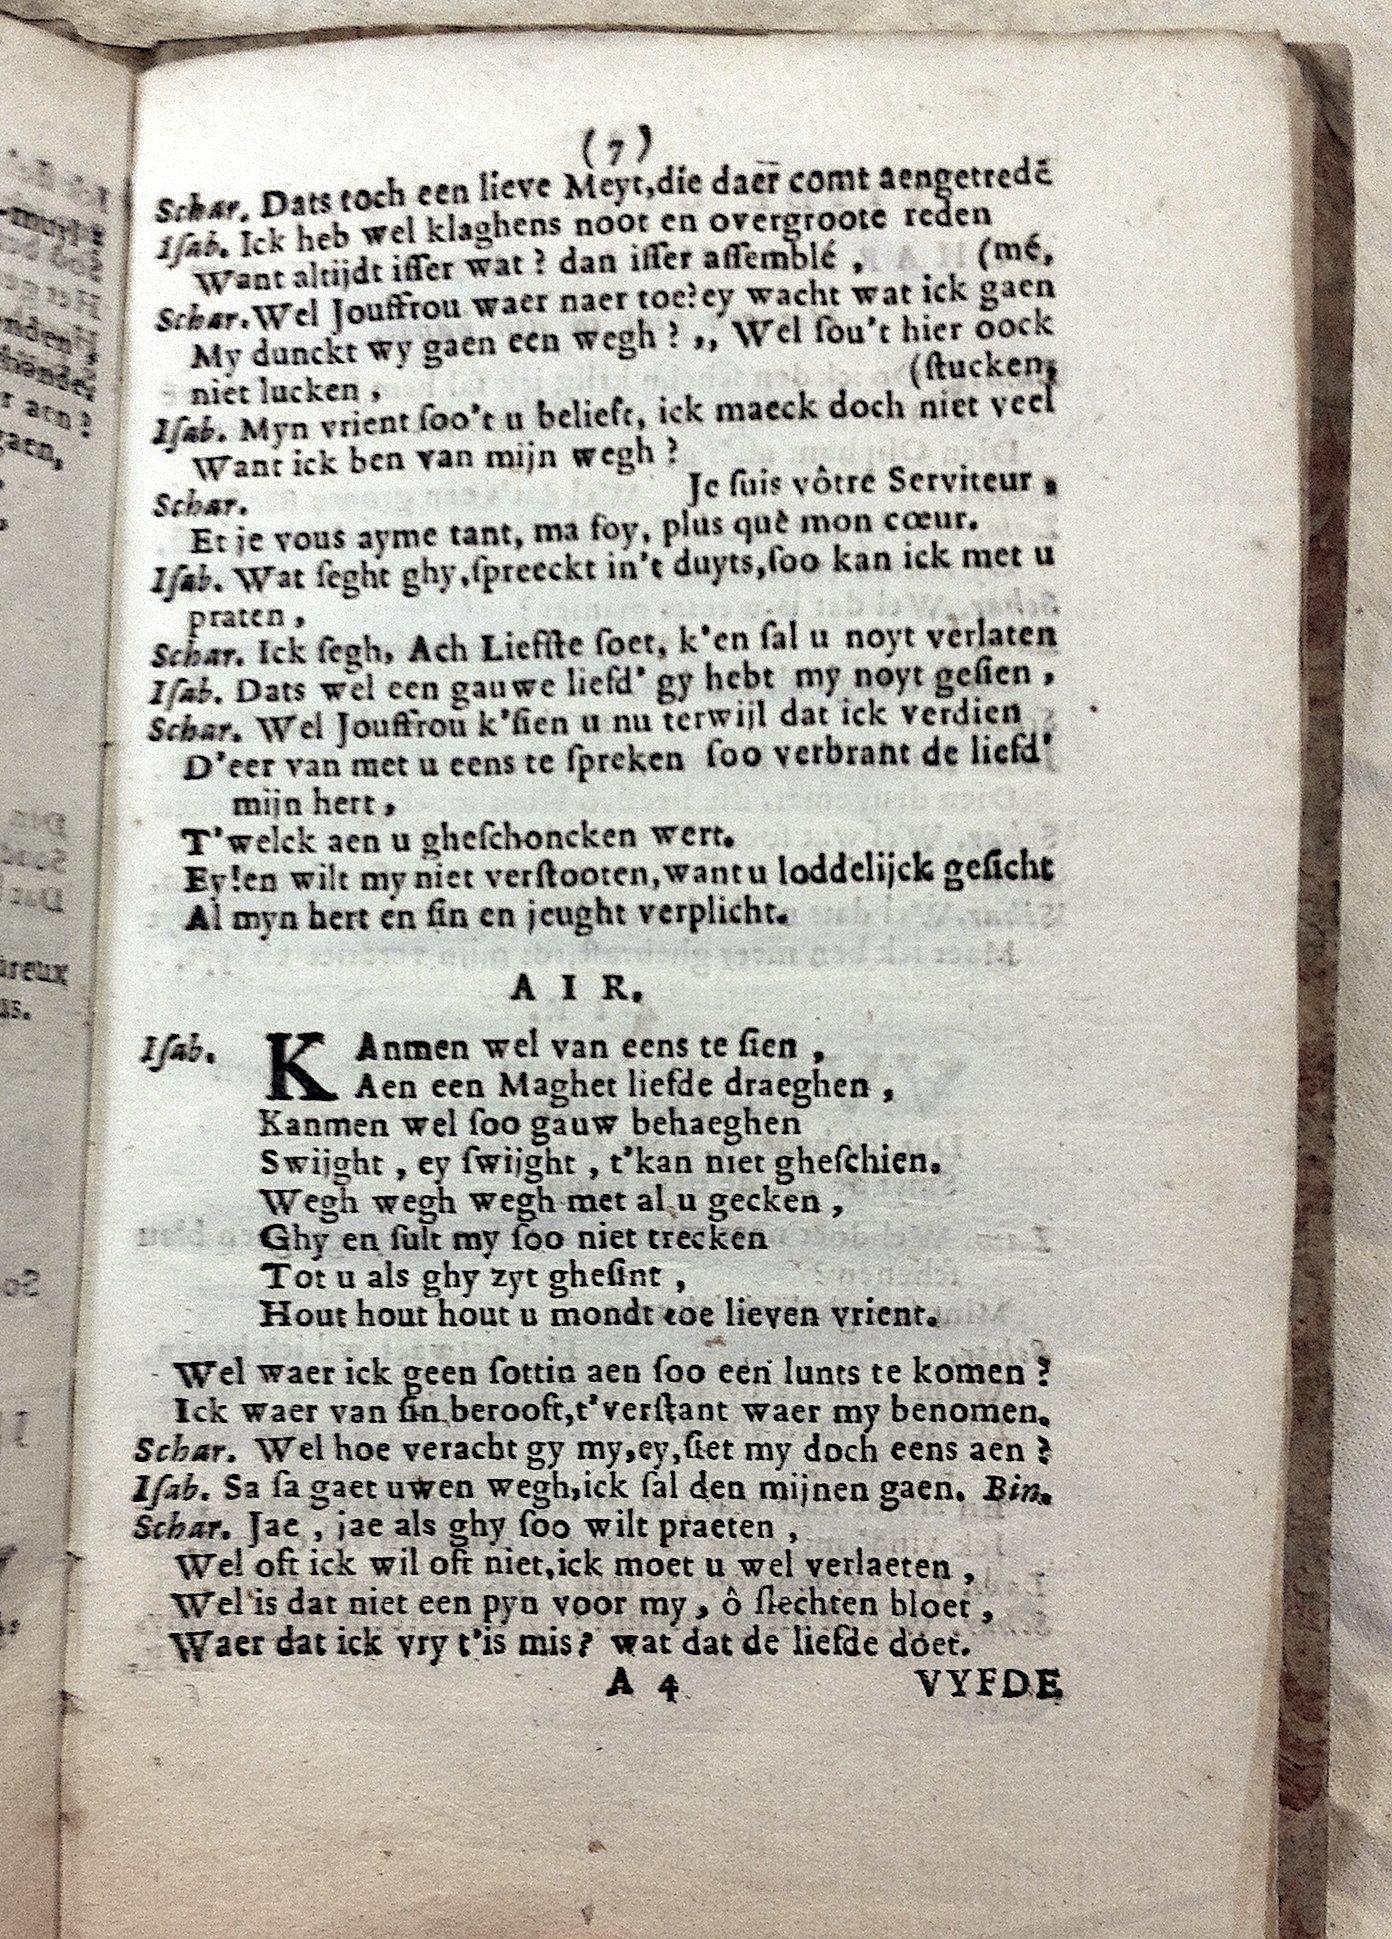 (7)
Schar. Dats toch een lieve Meyt,die daer comt aengetredē
Iſab. Ick heb wel klaghens noot en overgroote reden
Want altijdt iſſer wat ? dan iſſer aſſemblé , (mé,
Schar.Wel Jouffrou waer naer toe?ey wacht wat ick gaen
My dunckt wy gaen een wegh ? ,, Wel ſou't hier oock
niet lucken , (ſtucken;
Iſab. Myn vrient ſoo't u belieft, ick maeck doch niet veel
Want ick ben van mijn wegh ?
Schar. Je ſuis vôtre Serviteur ,
Et je vous ayme tant, ma foy, plus què mon cœur.
Iſab. Wat ſeght ghy,ſpreeckt in't duyts,ſoo kan ick met u
praten ,
Schar. Ick ſegh, Ach Liefſte ſoet, k'en ſal u noyt verlaten
Iſab. Dats wel een gauwe liefd' gy hebt my noyt geſien ,
Schar. Wel Jouffrou k'ſien u nu terwijl dat ick verdien
D'eer van met u eens te ſpreken ſoo verbrant de liefd'
mijn hert ,
T'welck aen u gheſchoncken wert.
Ey!en wilt my niet verſtooten,want u loddelijck geſicht
Al myn hert en ſin en jeught verplicht.
A I R.
Iſab. KAnmen wel van eens te ſien ,
Aen een Maghet liefde draeghen ,
Kanmen wel ſoo gauw behaeghen
Swijght , ey ſwijght , t'kan niet gheſchien.
Wegh wegh wegh met al u gecken ,
Ghy en ſult my ſoo niet trecken
Tot u als ghy zyt gheſint ,
Hout hout hout u mondt toe lieven vrient.
Wel waer ick geen ſottin aen ſoo een lunts te komen ?
Ick waer van ſin berooft,t'verſtant waer my benomen.
Schar. Wel hoe veracht gy my,ey,ſiet my doch eens aen ?
Iſab. Sa ſa gaet uwen wegh,ick ſal den mijnen gaen. Bin.
Schar. Jae , jae als ghy ſoo wilt praeten ,
Wel oft ick wil oft niet,ick moet u wel verlaeten ,
Wel is dat niet een pyn voor my , ô ſlechten bloet ,
Waer dat ick vry t'is mis? wat dat de liefde doet.
A 4 VYFDE